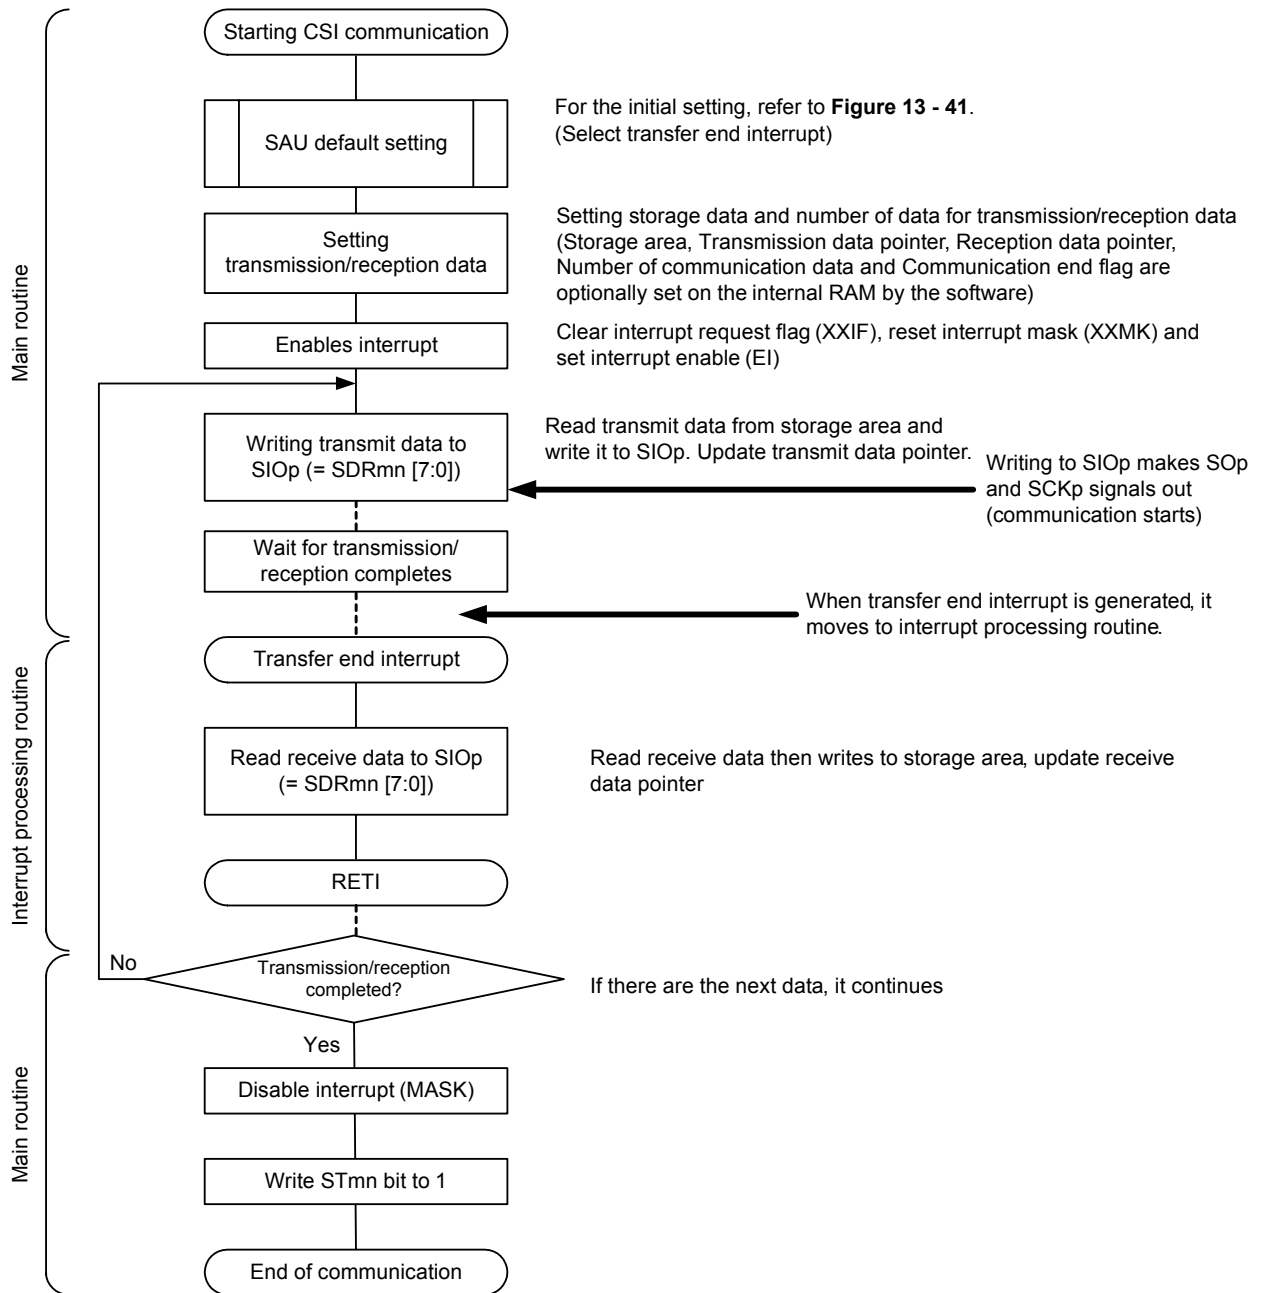 Starting CSI communication
SAU default setting
For the initial setting, refer to Figure 13 - 41.
(Select transfer end interrupt)
Setting
transmission/reception data
Setting storage data and number of data for transmission/reception data
(Storage area, Transmission data pointer, Reception data pointer,
Number of communication data and Communication end flag are
optionally set on the internal RAM by the software)
Main routine
Enables interrupt
Clear interrupt request flag (XXIF), reset interrupt mask (XXMK) and
set interrupt enable (EI)
Writing transmit data to
SIOp (= SDRmn [7:0])
Read transmit data from storage area and
write it to SIOp. Update transmit data pointer.
Writing to SIOp makes SOp
and SCKp signals out
(communication starts)
Wait for transmission/
reception completes
When transfer end interrupt is generated, it
moves to interrupt processing routine.
Transfer end interrupt
Interrupt processing routine
Read receive data to SIOp
(= SDRmn [7:0])
Read receive data then writes to storage area, update receive
data pointer
RETI
No
Transmission/reception
completed?
If there are the next data, it continues
Yes
Main routine
Disable interrupt (MASK)
Write STmn bit to 1
End of communication